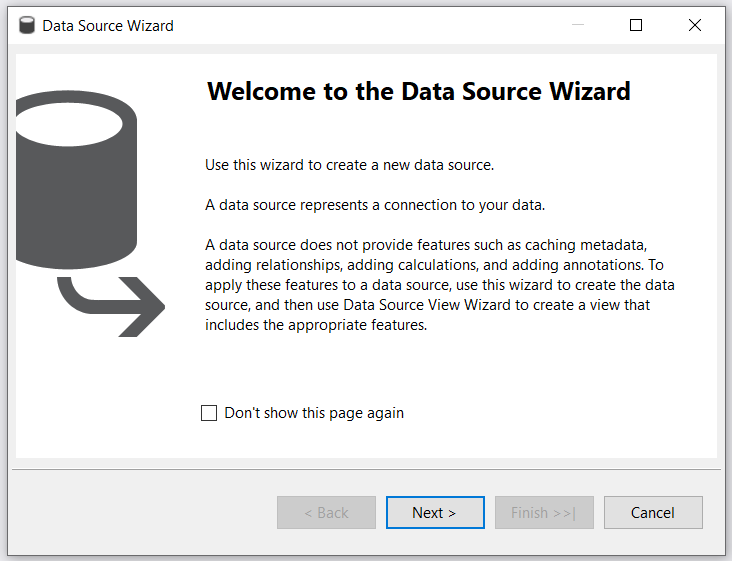 Data Source Wizard
Welcome to the Data Source Wizard
Use this wizard to create a new data source.
A data source represents a connection to your data.
A data source does not provide features such as caching metadata,
adding relationships, adding calculations, and adding annotations. To
apply these features to a data source, use this wizard to create the data
source, and then use Data Source View Wizard to create a view that
includes the appropriate features.
Don't show this page again
< Back
Next >
Finish >>|
Cancel